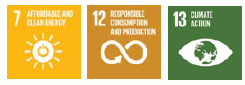 7 AFFORDABLE AND
CLEAN ENERGY
12 RESPONSIBLE
CONSUMPTION
AND PRODUCTION
13 CLIMATE
ACTION